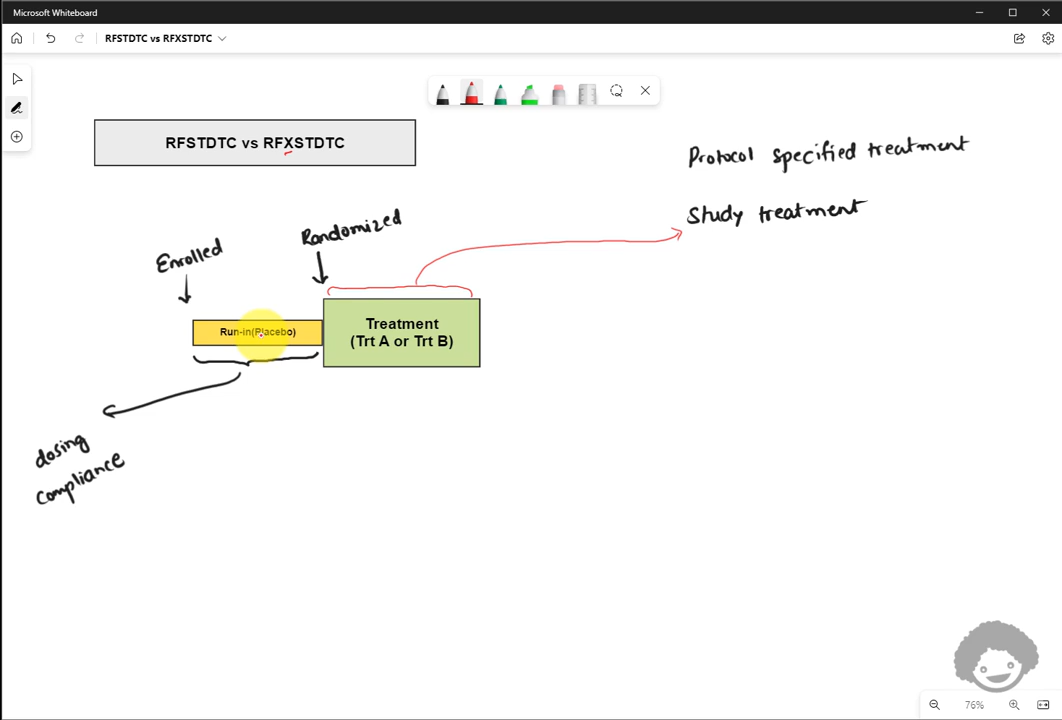 Microsoft Whiteboard
RFSTDTC vs RFXSTDTC
RFSTDTC vs RFXSTDTC
Protocol specified treatment
Study treatment
Randomized
Enrolled
Run-in(Placebo)
Treatment
(Trt A or Trt B)
dosing
compliance
76%